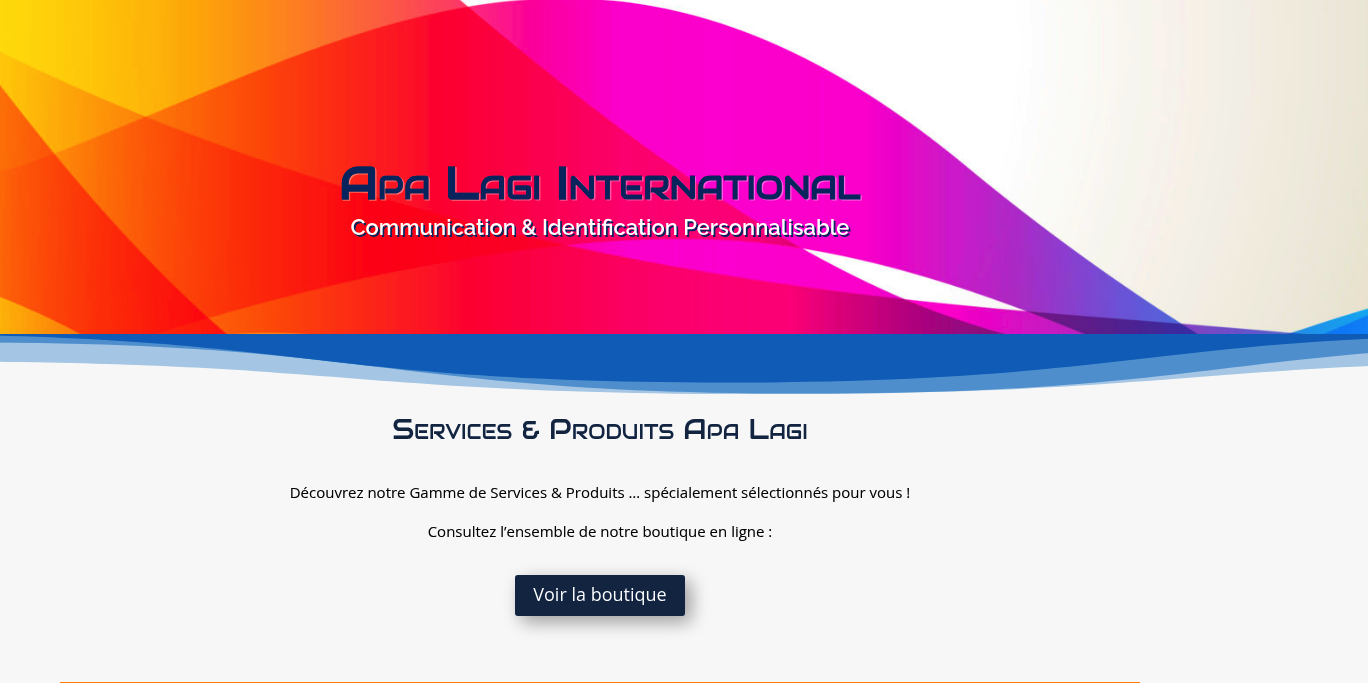 Apa Lagi International
Communication & Identification Personnalisable
Services & Produits Apa Lagi
Découvrez notre Gamme de Services & Produits … spécialement sélectionnés pour vous !
Consultez l’ensemble de notre boutique en ligne :
Voir la boutique